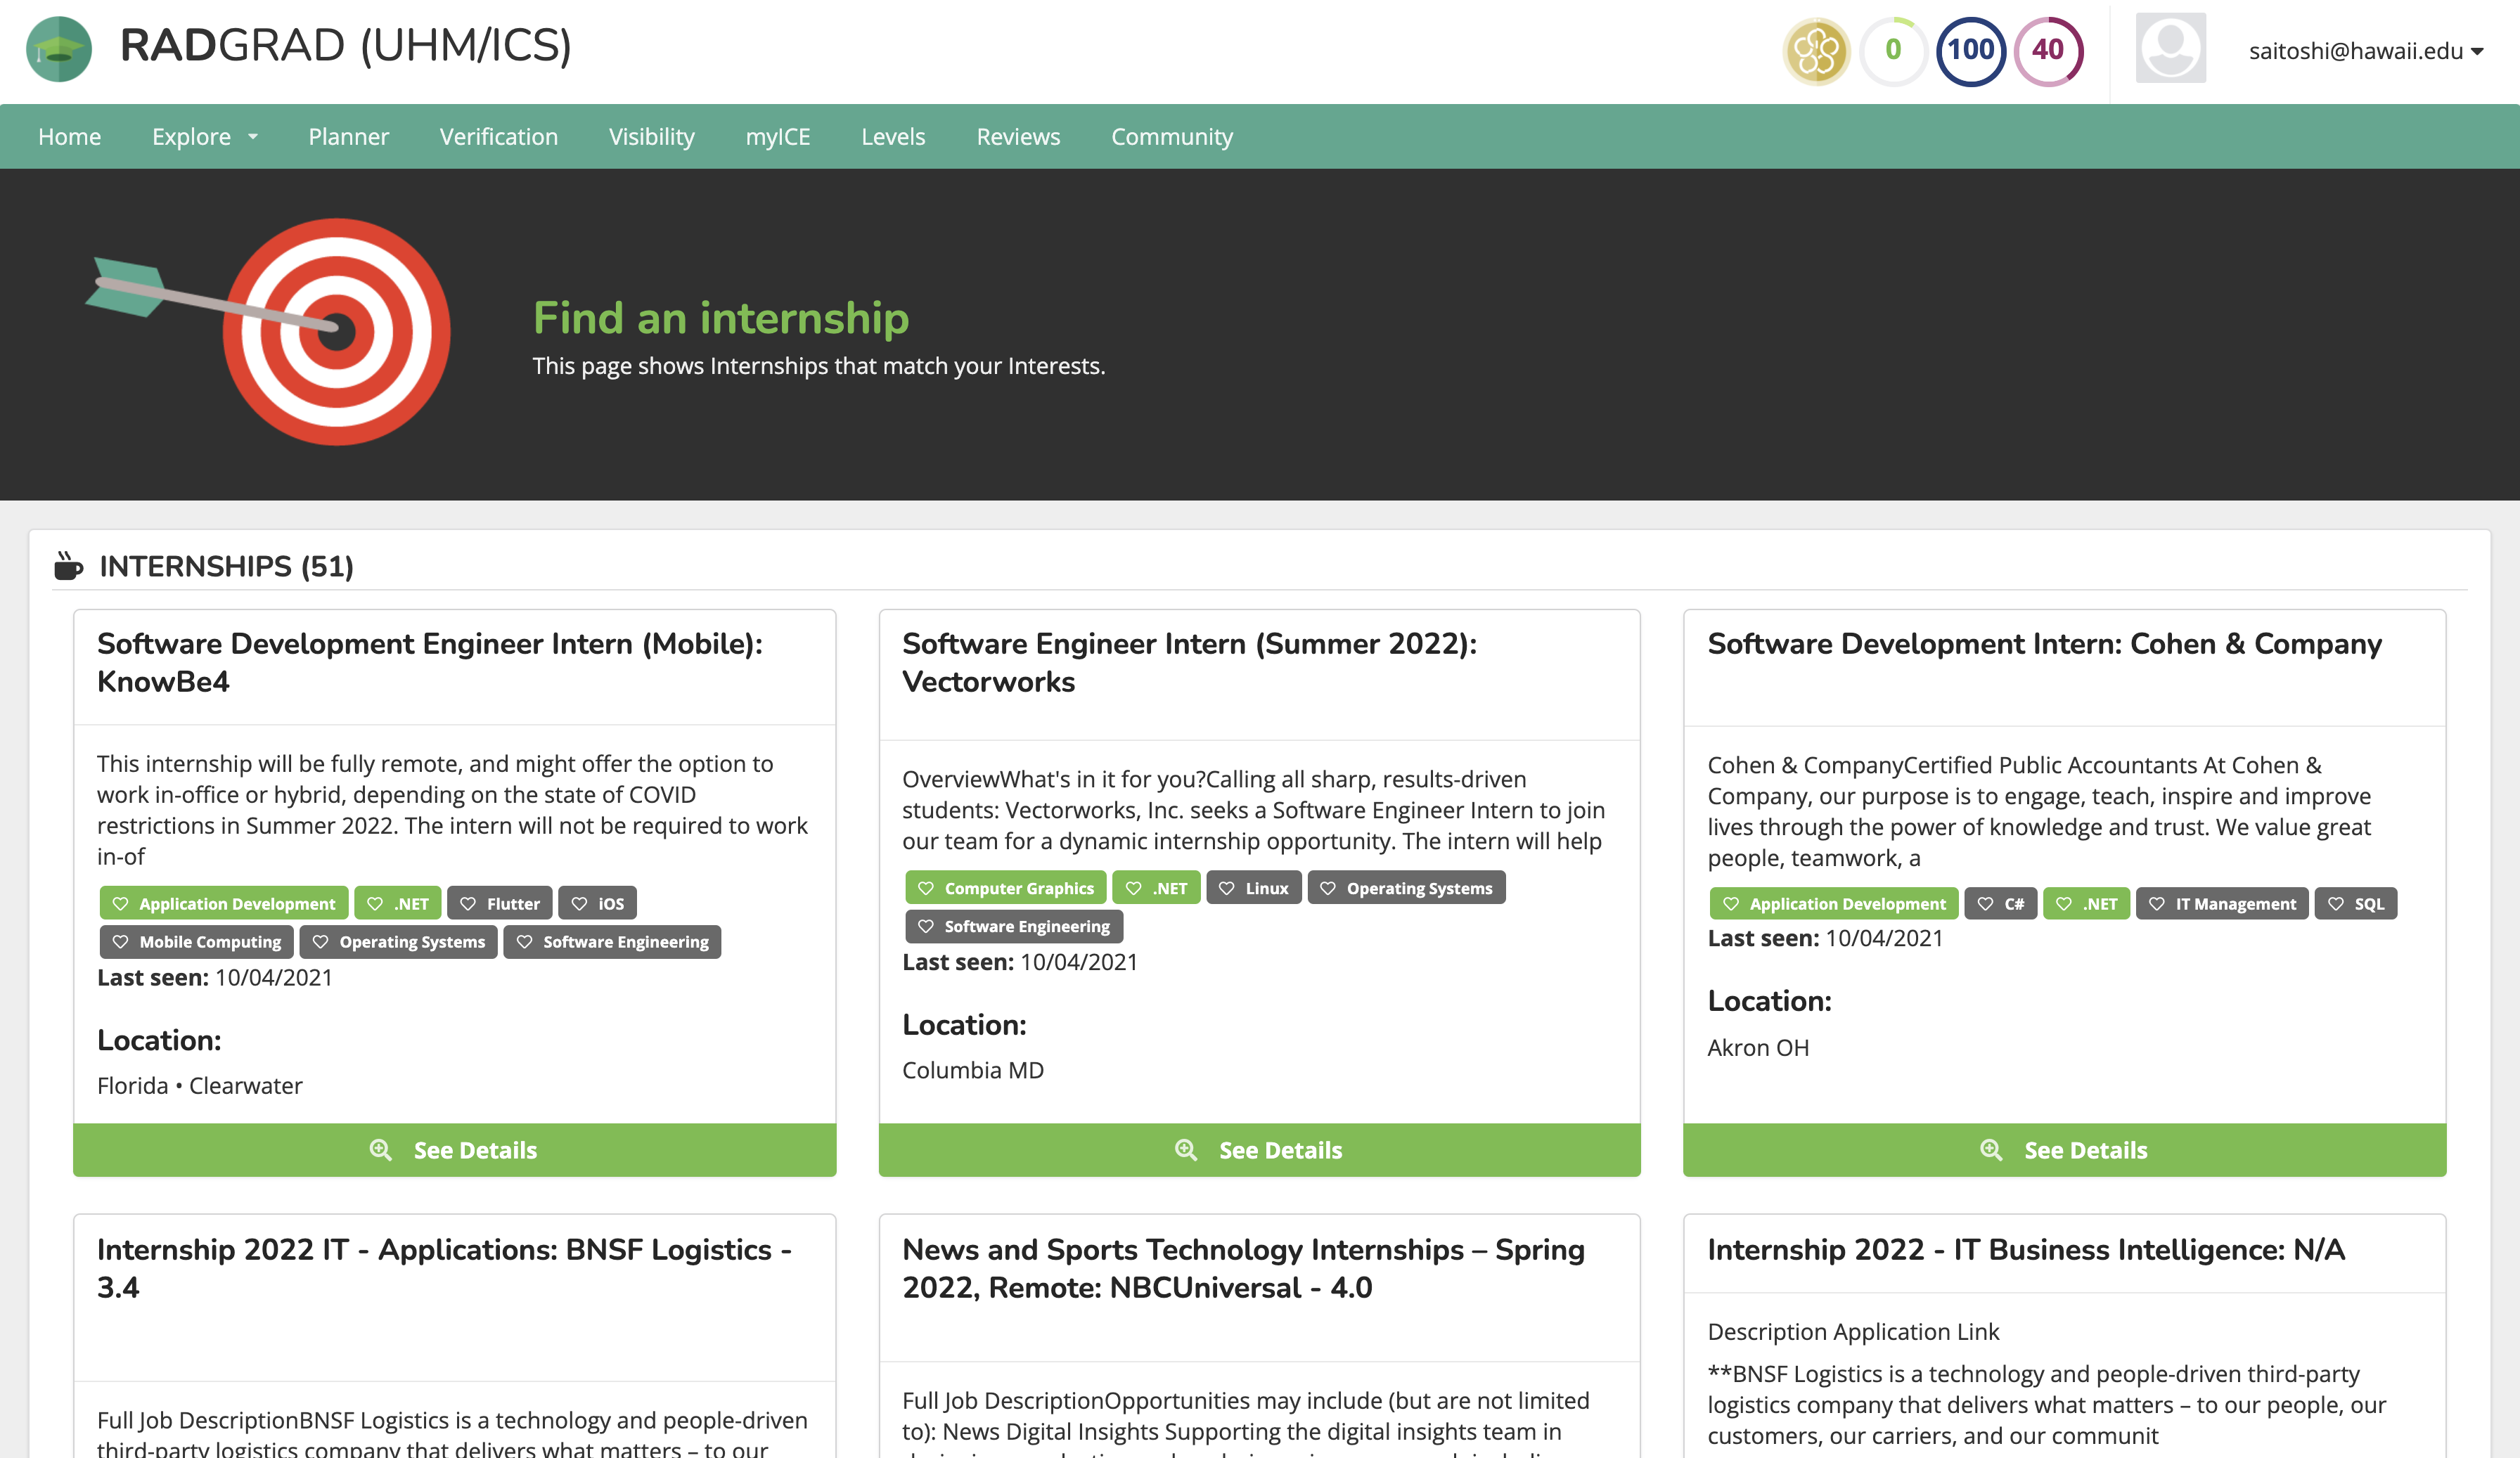 RADGRAD (UHM/ICS)
0 100 40 saitoshi@hawaii.edu
Home Explore Planner Verification Visibility myICE Levels Reviews Community
Find an internship
This page shows Internships that match your Interests.
INTERNSHIPS (51)
Software Development Engineer Intern (Mobile):
KnowBe4
This internship will be fully remote, and might offer the option to
work in-office or hybrid, depending on the state of COVID
restrictions in Summer 2022. The intern will not be required to work
in-of
Application Development .NET Flutter iOS
Mobile Computing Operating Systems Software Engineering
Last seen: 10/04/2021
Location:
Florida • Clearwater
See Details
Software Engineer Intern (Summer 2022):
Vectorworks
OverviewWhat's in it for you?Calling all sharp, results-driven
students: Vectorworks, Inc. seeks a Software Engineer Intern to join
our team for a dynamic internship opportunity. The intern will help
Computer Graphics .NET Linux Operating Systems
Software Engineering
Last seen: 10/04/2021
Location:
Columbia MD
See Details
Software Development Intern: Cohen & Company
Cohen & CompanyCertified Public Accountants At Cohen &
Company, our purpose is to engage, teach, inspire and improve
lives through the power of knowledge and trust. We value great
people, teamwork, a
Application Development C# .NET IT Management SQL
Last seen: 10/04/2021
Location:
Akron OH
See Details
Internship 2022 IT - Applications: BNSF Logistics -
3.4
Full Job DescriptionBNSF Logistics is a technology and people-driven
third-party logistics company that delivers what matters – to our
News and Sports Technology Internships – Spring
2022, Remote: NBCUniversal - 4.0
Full Job DescriptionOpportunities may include (but are not limited
to): News Digital Insights Supporting the digital insights team in
Internship 2022 - IT Business Intelligence: N/A
Description Application Link
**BNSF Logistics is a technology and people-driven third-party
logistics company that delivers what matters – to our people, our
customers, our carriers, and our communit